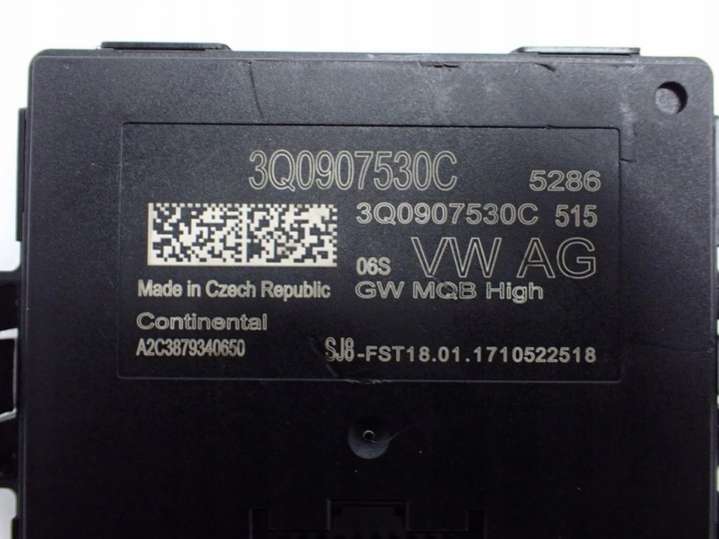 3Q0907530C 5286
3Q0907530C 515
06S VW AG
Made in Czech Republic GW MQB High
Continental
A2C3879340650 SJ8-FST18.01.1710522518